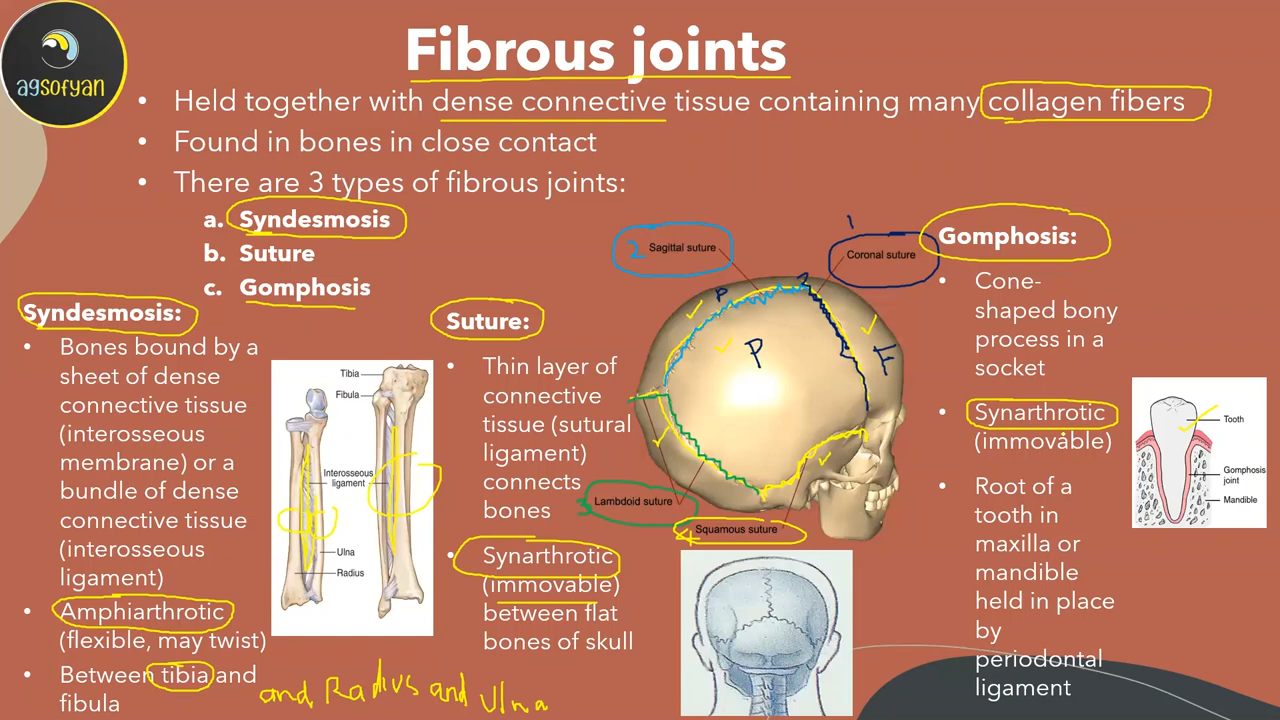 agsofyan
Fibrous joints
• Held together with dense connective tissue containing many collagen fibers
• Found in bones in close contact
• There are 3 types of fibrous joints:
a. Syndesmosis
b. Suture
c. Gomphosis
Syndesmosis:
• Bones bound by a
sheet of dense
connective tissue
(interosseous
membrane) or a
bundle of dense
connective tissue
(interosseous
ligament)
• Amphiarthrotic
(flexible, may twist)
• Between tibia and
fibula
and Radius and Ulna
Tibia
Fibula
Interosseous
ligament
Ulna
Radius
Suture:
• Thin layer of
connective
tissue (sutural
ligament)
connects
bones
• Synarthrotic
(immovable)
between flat
bones of skull
2 Sagittal suture
1
Coronal suture
P
P
F
3 Lambdoid suture
4 Squamous suture
Gomphosis:
• Cone-
shaped bony
process in a
socket
• Synarthrotic
(immovable)
• Root of a
tooth in
maxilla or
mandible
held in place
by
periodontal
ligament
Tooth
Gomphosis
joint
Mandible